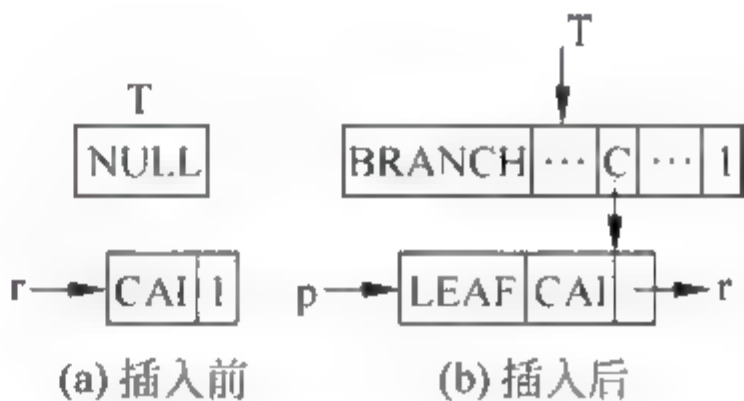 T
NULL
r CAI 1
(a) 插入前
T
BRANCH ... C ... 1
p LEAF CAI r
(b) 插入后